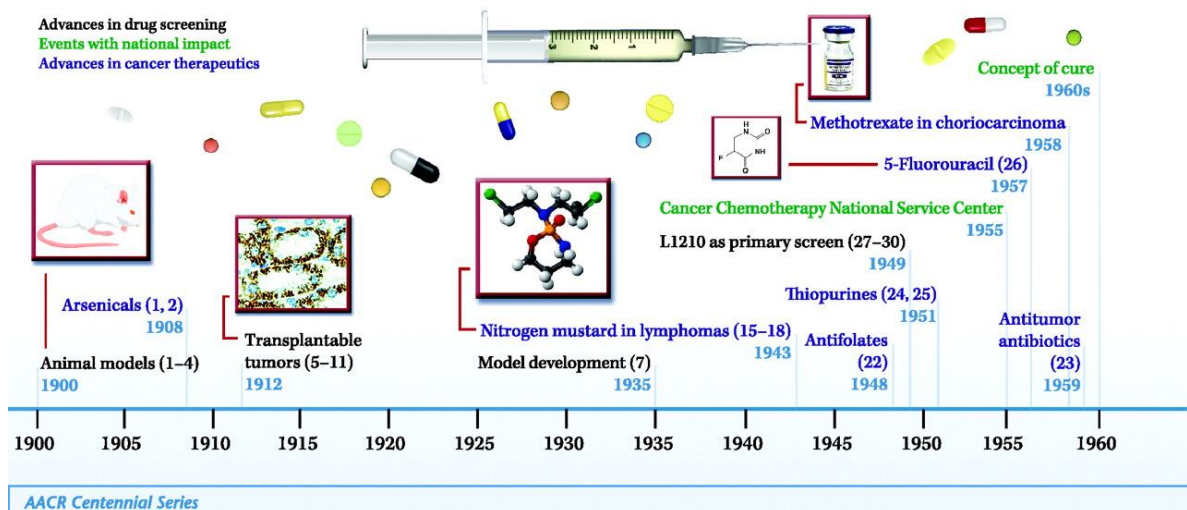 Advances in drug screening
Events with national impact
Advances in cancer therapeutics
3 2 1
Concept of cure
1960s
Methotrexate in choriocarcinoma
1958
H
N
O
NH
F
O
5-Fluorouracil (26)
1957
Cancer Chemotherapy National Service Center
1955
L1210 as primary screen (27–30)
1949
Thiopurines (24, 25)
1951
Arsenicals (1, 2)
1908
Animal models (1–4)
1900
Transplantable
tumors (5–11)
1912
Nitrogen mustard in lymphomas (15–18)
1943
Model development (7)
1935
Antifolates
(22)
1948
Antitumor
antibiotics
(23)
1959
1900 1905 1910 1915 1920 1925 1930 1935 1940 1945 1950 1955 1960
AACR Centennial Series